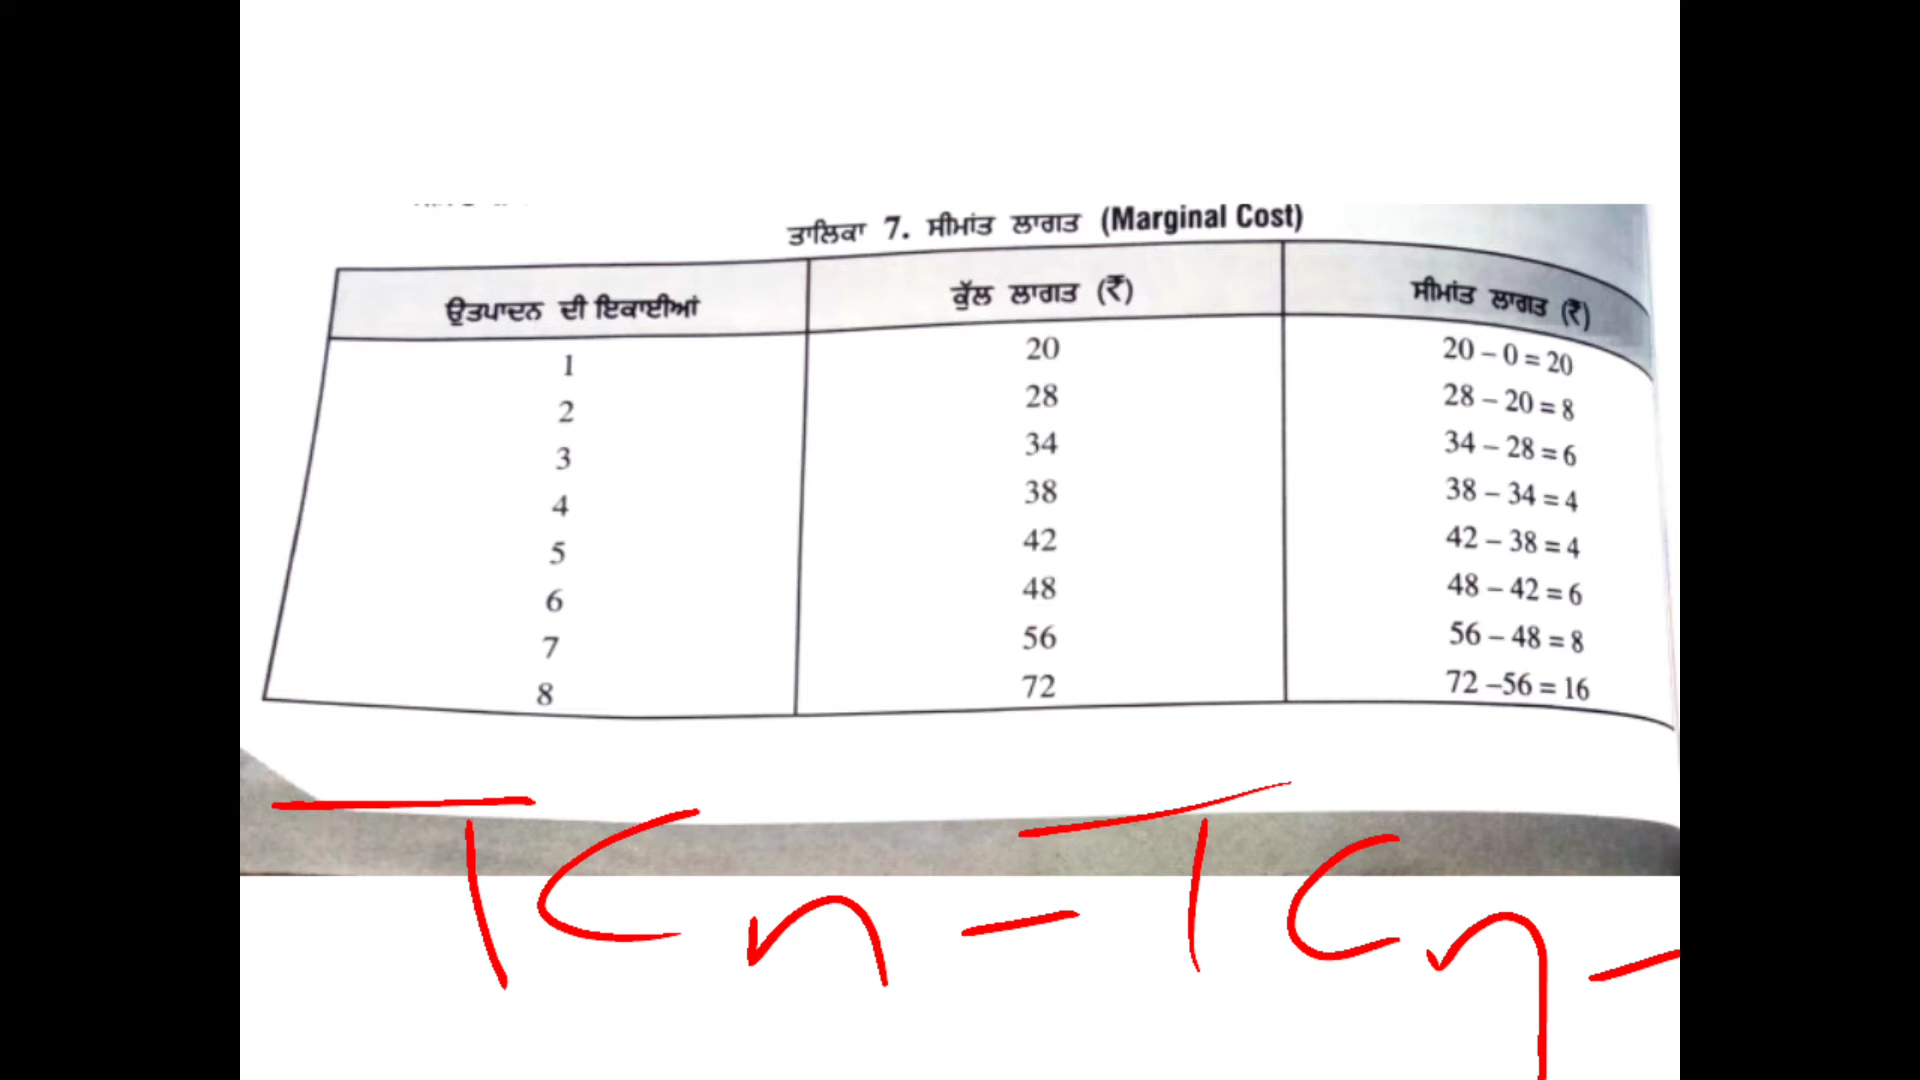 ਤਾਲਿਕਾ 7. ਸੀਮਾਂਤ ਲਾਗਤ (Marginal Cost)
ਉਤਪਾਦਨ ਦੀ ਇਕਾਈਆਂ ਕੁੱਲ ਲਾਗਤ (₹) ਸੀਮਾਂਤ ਲਾਗਤ (₹)
1 20 20 – 0 = 20
2 28 28 – 20 = 8
3 34 34 – 28 = 6
4 38 38 – 34 = 4
5 42 42 – 38 = 4
6 48 48 – 42 = 6
7 56 56 – 48 = 8
8 72 72 –56 = 16
TCn – TCn –